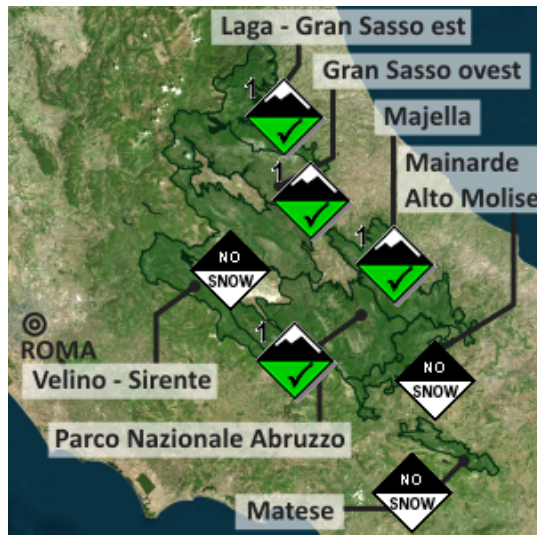 Laga - Gran Sasso est
Gran Sasso ovest
1
Majella
Mainarde
Alto Molise
1
1
NO
SNOW
ROMA
1
Velino - Sirente
NO
SNOW
Parco Nazionale Abruzzo
NO
SNOW
Matese